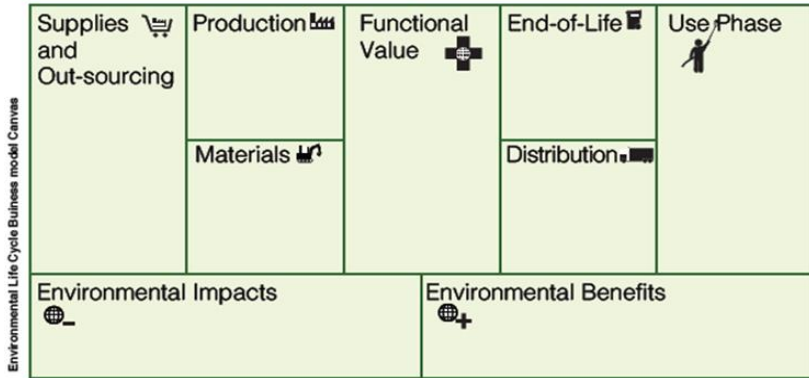 Environmental Life Cycle Buiness model Canvas
Supplies
and
Out-sourcing
Production
Materials
Functional
Value
End-of-Life
Distribution
Use Phase
Environmental Impacts
Environmental Benefits